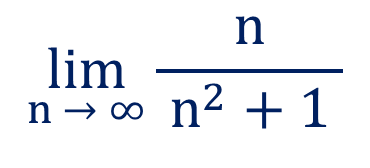 lim n → ∞ n / (n² + 1)